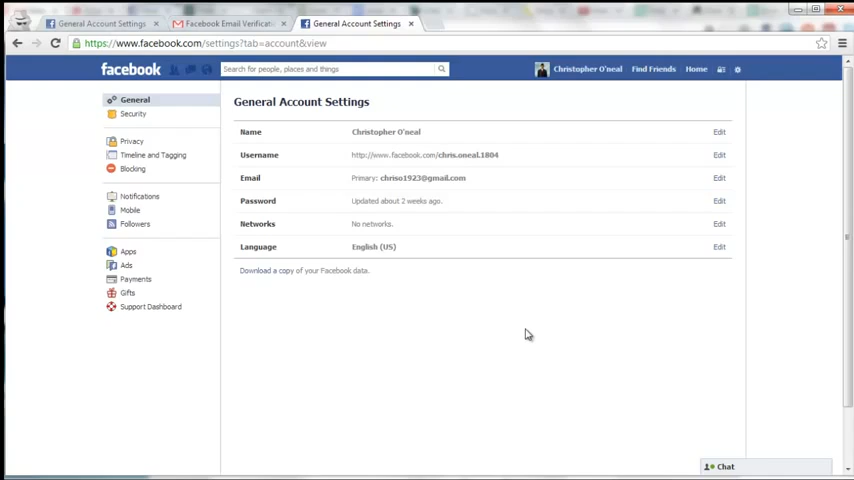 General Account Settings
Facebook Email Verificati
General Account Settings
https://www.facebook.com/settings?tab=account&view
facebook
Search for people, places and things
Christopher O'neal
Find Friends
Home
General
Security
Privacy
Timeline and Tagging
Blocking
Notifications
Mobile
Followers
Apps
Ads
Payments
Gifts
Support Dashboard
General Account Settings
Name Christopher O'neal Edit
Username http://www.facebook.com/chris.oneal.1804 Edit
Email Primary: chriso1923@gmail.com Edit
Password Updated about 2 weeks ago. Edit
Networks No networks. Edit
Language English (US) Edit
Download a copy of your Facebook data.
Chat